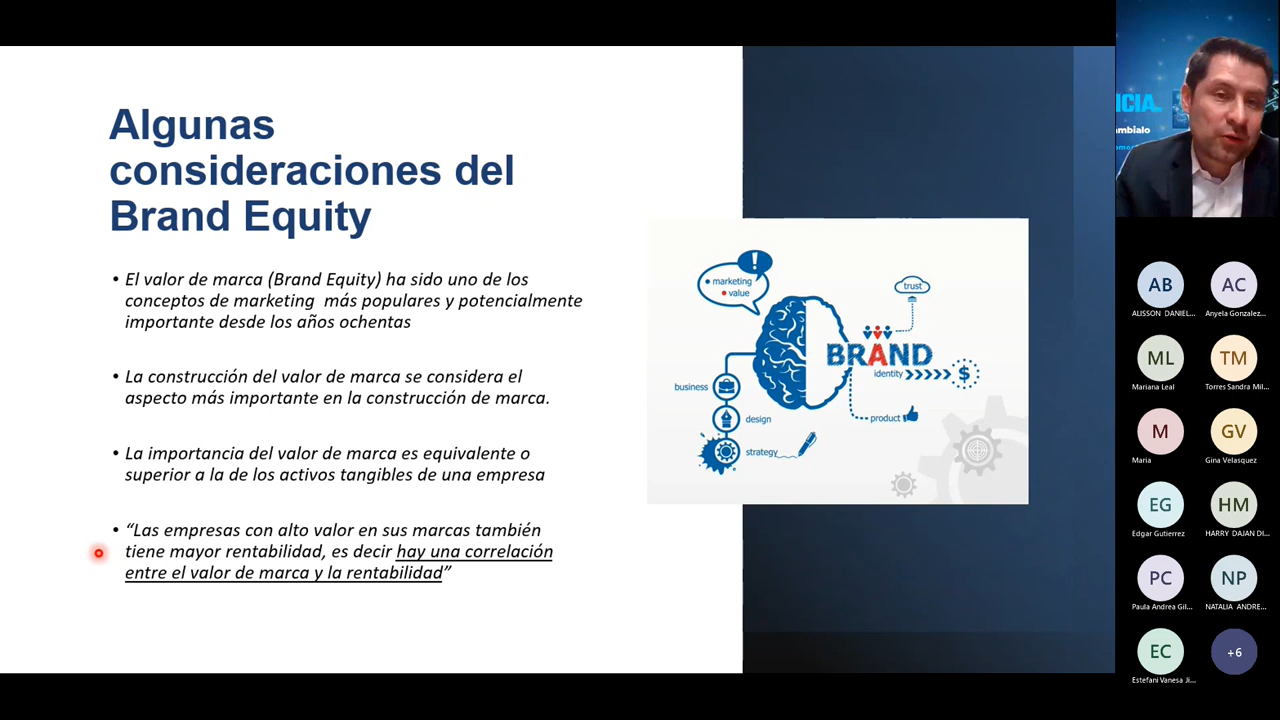 Algunas
consideraciones del
Brand Equity
• El valor de marca (Brand Equity) ha sido uno de los
conceptos de marketing más populares y potencialmente
importante desde los años ochentas
• La construcción del valor de marca se considera el
aspecto más importante en la construcción de marca.
• La importancia del valor de marca es equivalente o
superior a la de los activos tangibles de una empresa
• “Las empresas con alto valor en sus marcas también
tiene mayor rentabilidad, es decir hay una correlación
entre el valor de marca y la rentabilidad”
!
• marketing
• value
trust
BRAND
identity
$
business
design
product
strategy
ICIA
ambialo
AB
AC
ALISSON DANIEL...
Anyela Gonzalez...
ML
TM
Mariana Leal
Torres Sandra Mil...
M
GV
Maria
Gina Velasquez
EG
HM
Edgar Gutierrez
HARRY DAJAN DI...
PC
NP
Paula Andrea Gil...
NATALIA ANDRE...
EC
+6
Estefani Vanesa Ji...